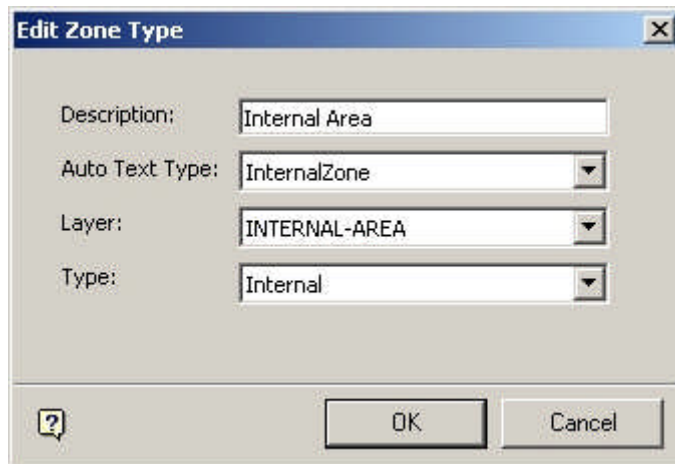 Edit Zone Type
Description: Internal Area
Auto Text Type: InternalZone
Layer: INTERNAL-AREA
Type: Internal
OK Cancel